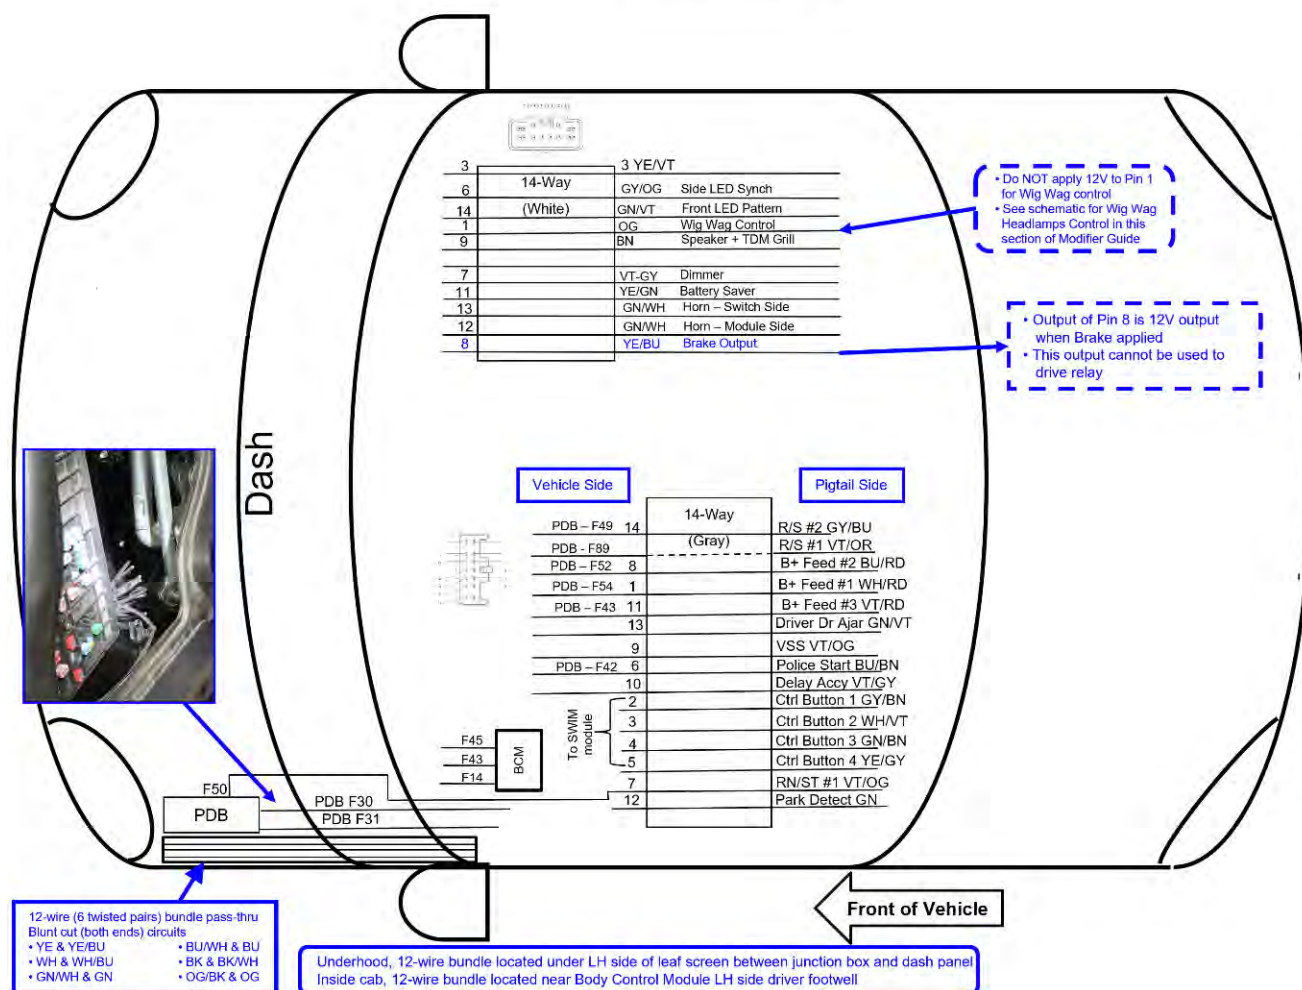 3 3 YE/VT
14-Way
(White)
6 GY/OG Side LED Synch
14 GN/VT Front LED Pattern
1 OG Wig Wag Control
9 BN Speaker + TDM Grill
7 VT-GY Dimmer
11 YE/GN Battery Saver
13 GN/WH Horn – Switch Side
12 GN/WH Horn – Module Side
8 YE/BU Brake Output
• Do NOT apply 12V to Pin 1
for Wig Wag control
• See schematic for Wig Wag
Headlamps Control in this
section of Modifier Guide
• Output of Pin 8 is 12V output
when Brake applied
• This output cannot be used to
drive relay
Dash
Vehicle Side
Pigtail Side
14-Way
(Gray)
PDB – F49 14 R/S #2 GY/BU
PDB - F89 R/S #1 VT/OR
PDB – F52 8 B+ Feed #2 BU/RD
PDB – F54 1 B+ Feed #1 WH/RD
PDB – F43 11 B+ Feed #3 VT/RD
13 Driver Dr Ajar GN/VT
9 VSS VT/OG
PDB – F42 6 Police Start BU/BN
10 Delay Accy VT/GY
2 Ctrl Button 1 GY/BN
3 Ctrl Button 2 WH/VT
4 Ctrl Button 3 GN/BN
5 Ctrl Button 4 YE/GY
7 RN/ST #1 VT/OG
12 Park Detect GN
To SWIM
module
F45
F43
F14
BCM
F50
PDB
PDB F30
PDB F31
12-wire (6 twisted pairs) bundle pass-thru
Blunt cut (both ends) circuits
• YE & YE/BU • BU/WH & BU
• WH & WH/BU • BK & BK/WH
• GN/WH & GN • OG/BK & OG
Front of Vehicle
Underhood, 12-wire bundle located under LH side of leaf screen between junction box and dash panel
Inside cab, 12-wire bundle located near Body Control Module LH side driver footwell